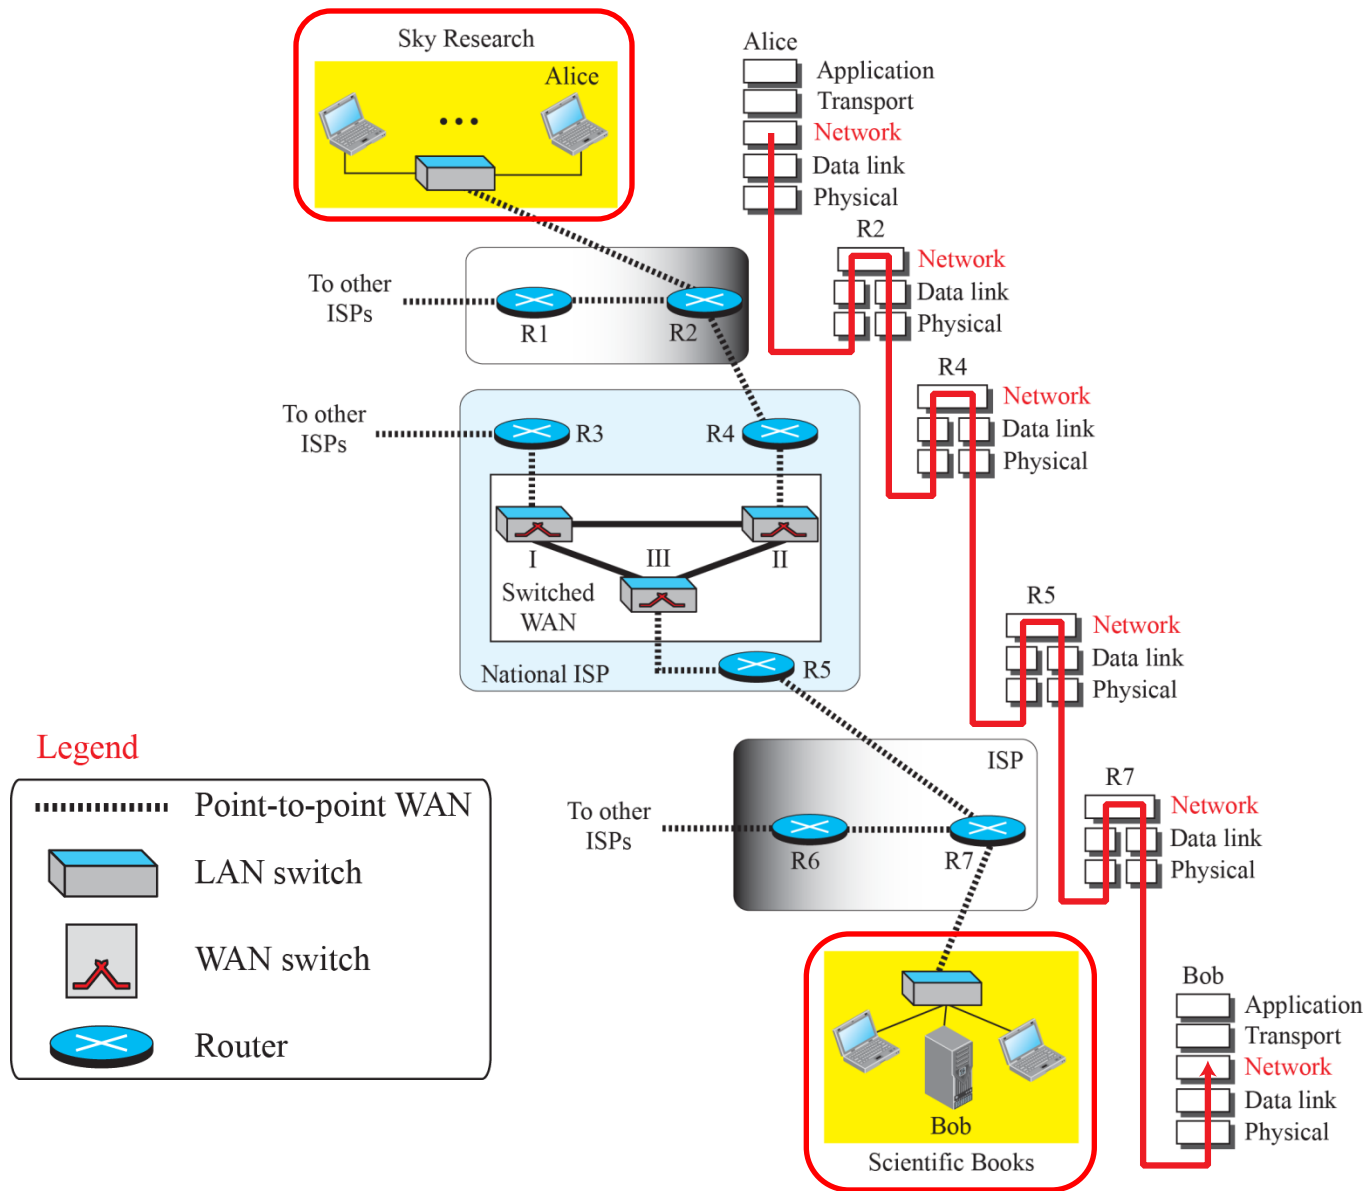 Sky Research
Alice
To other
ISPs
R1
R2
To other
ISPs
R3
R4
I
III
II
Switched
WAN
National ISP
R5
ISP
To other
ISPs
R6
R7
Bob
Scientific Books
Alice
Application
Transport
Network
Data link
Physical
R2
Network
Data link
Physical
R4
Network
Data link
Physical
R5
Network
Data link
Physical
R7
Network
Data link
Physical
Bob
Application
Transport
Network
Data link
Physical
Legend
Point-to-point WAN
LAN switch
WAN switch
Router